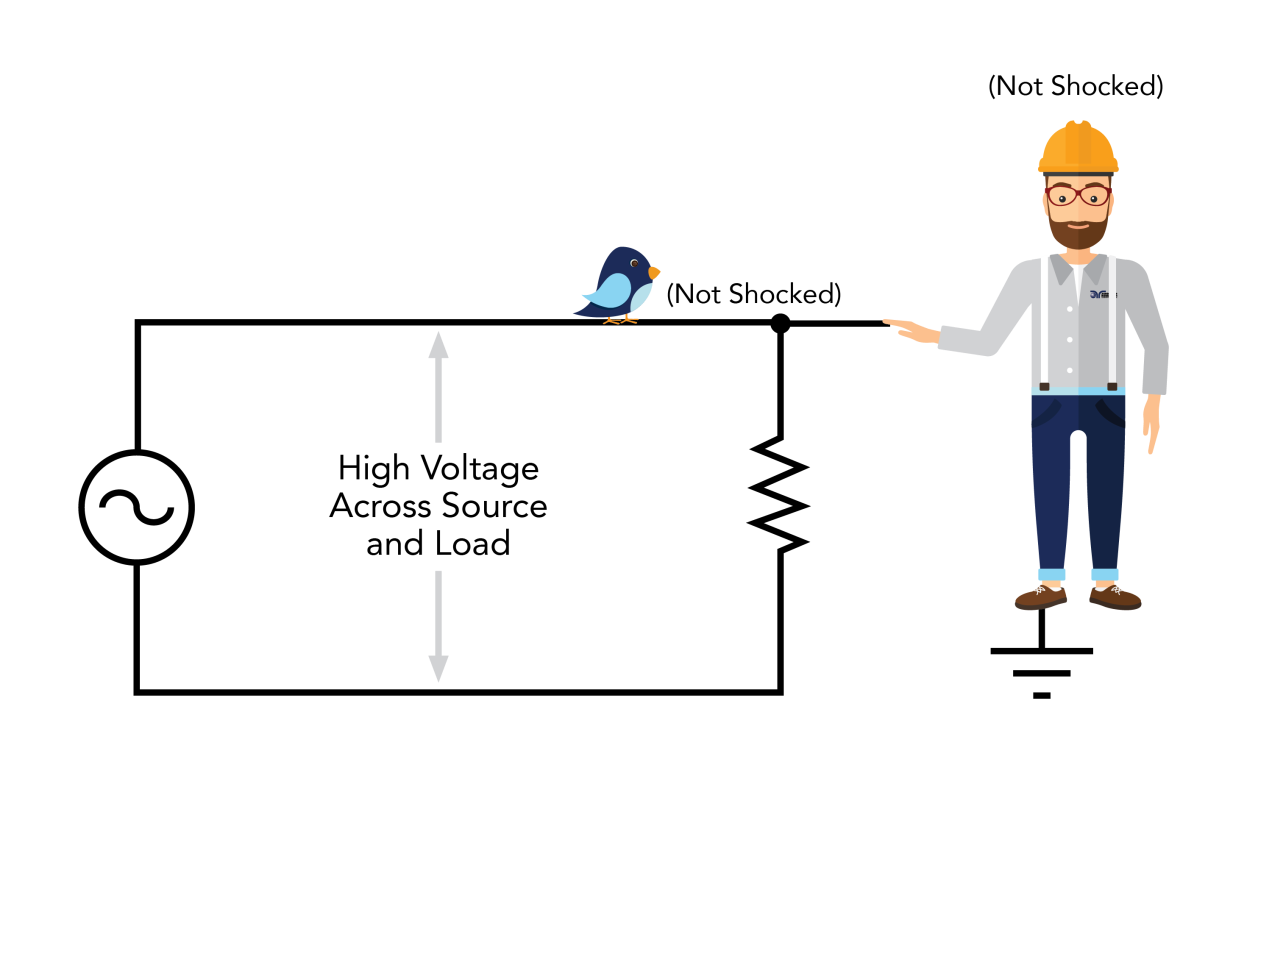 (Not Shocked)
(Not Shocked)
High Voltage
Across Source
and Load